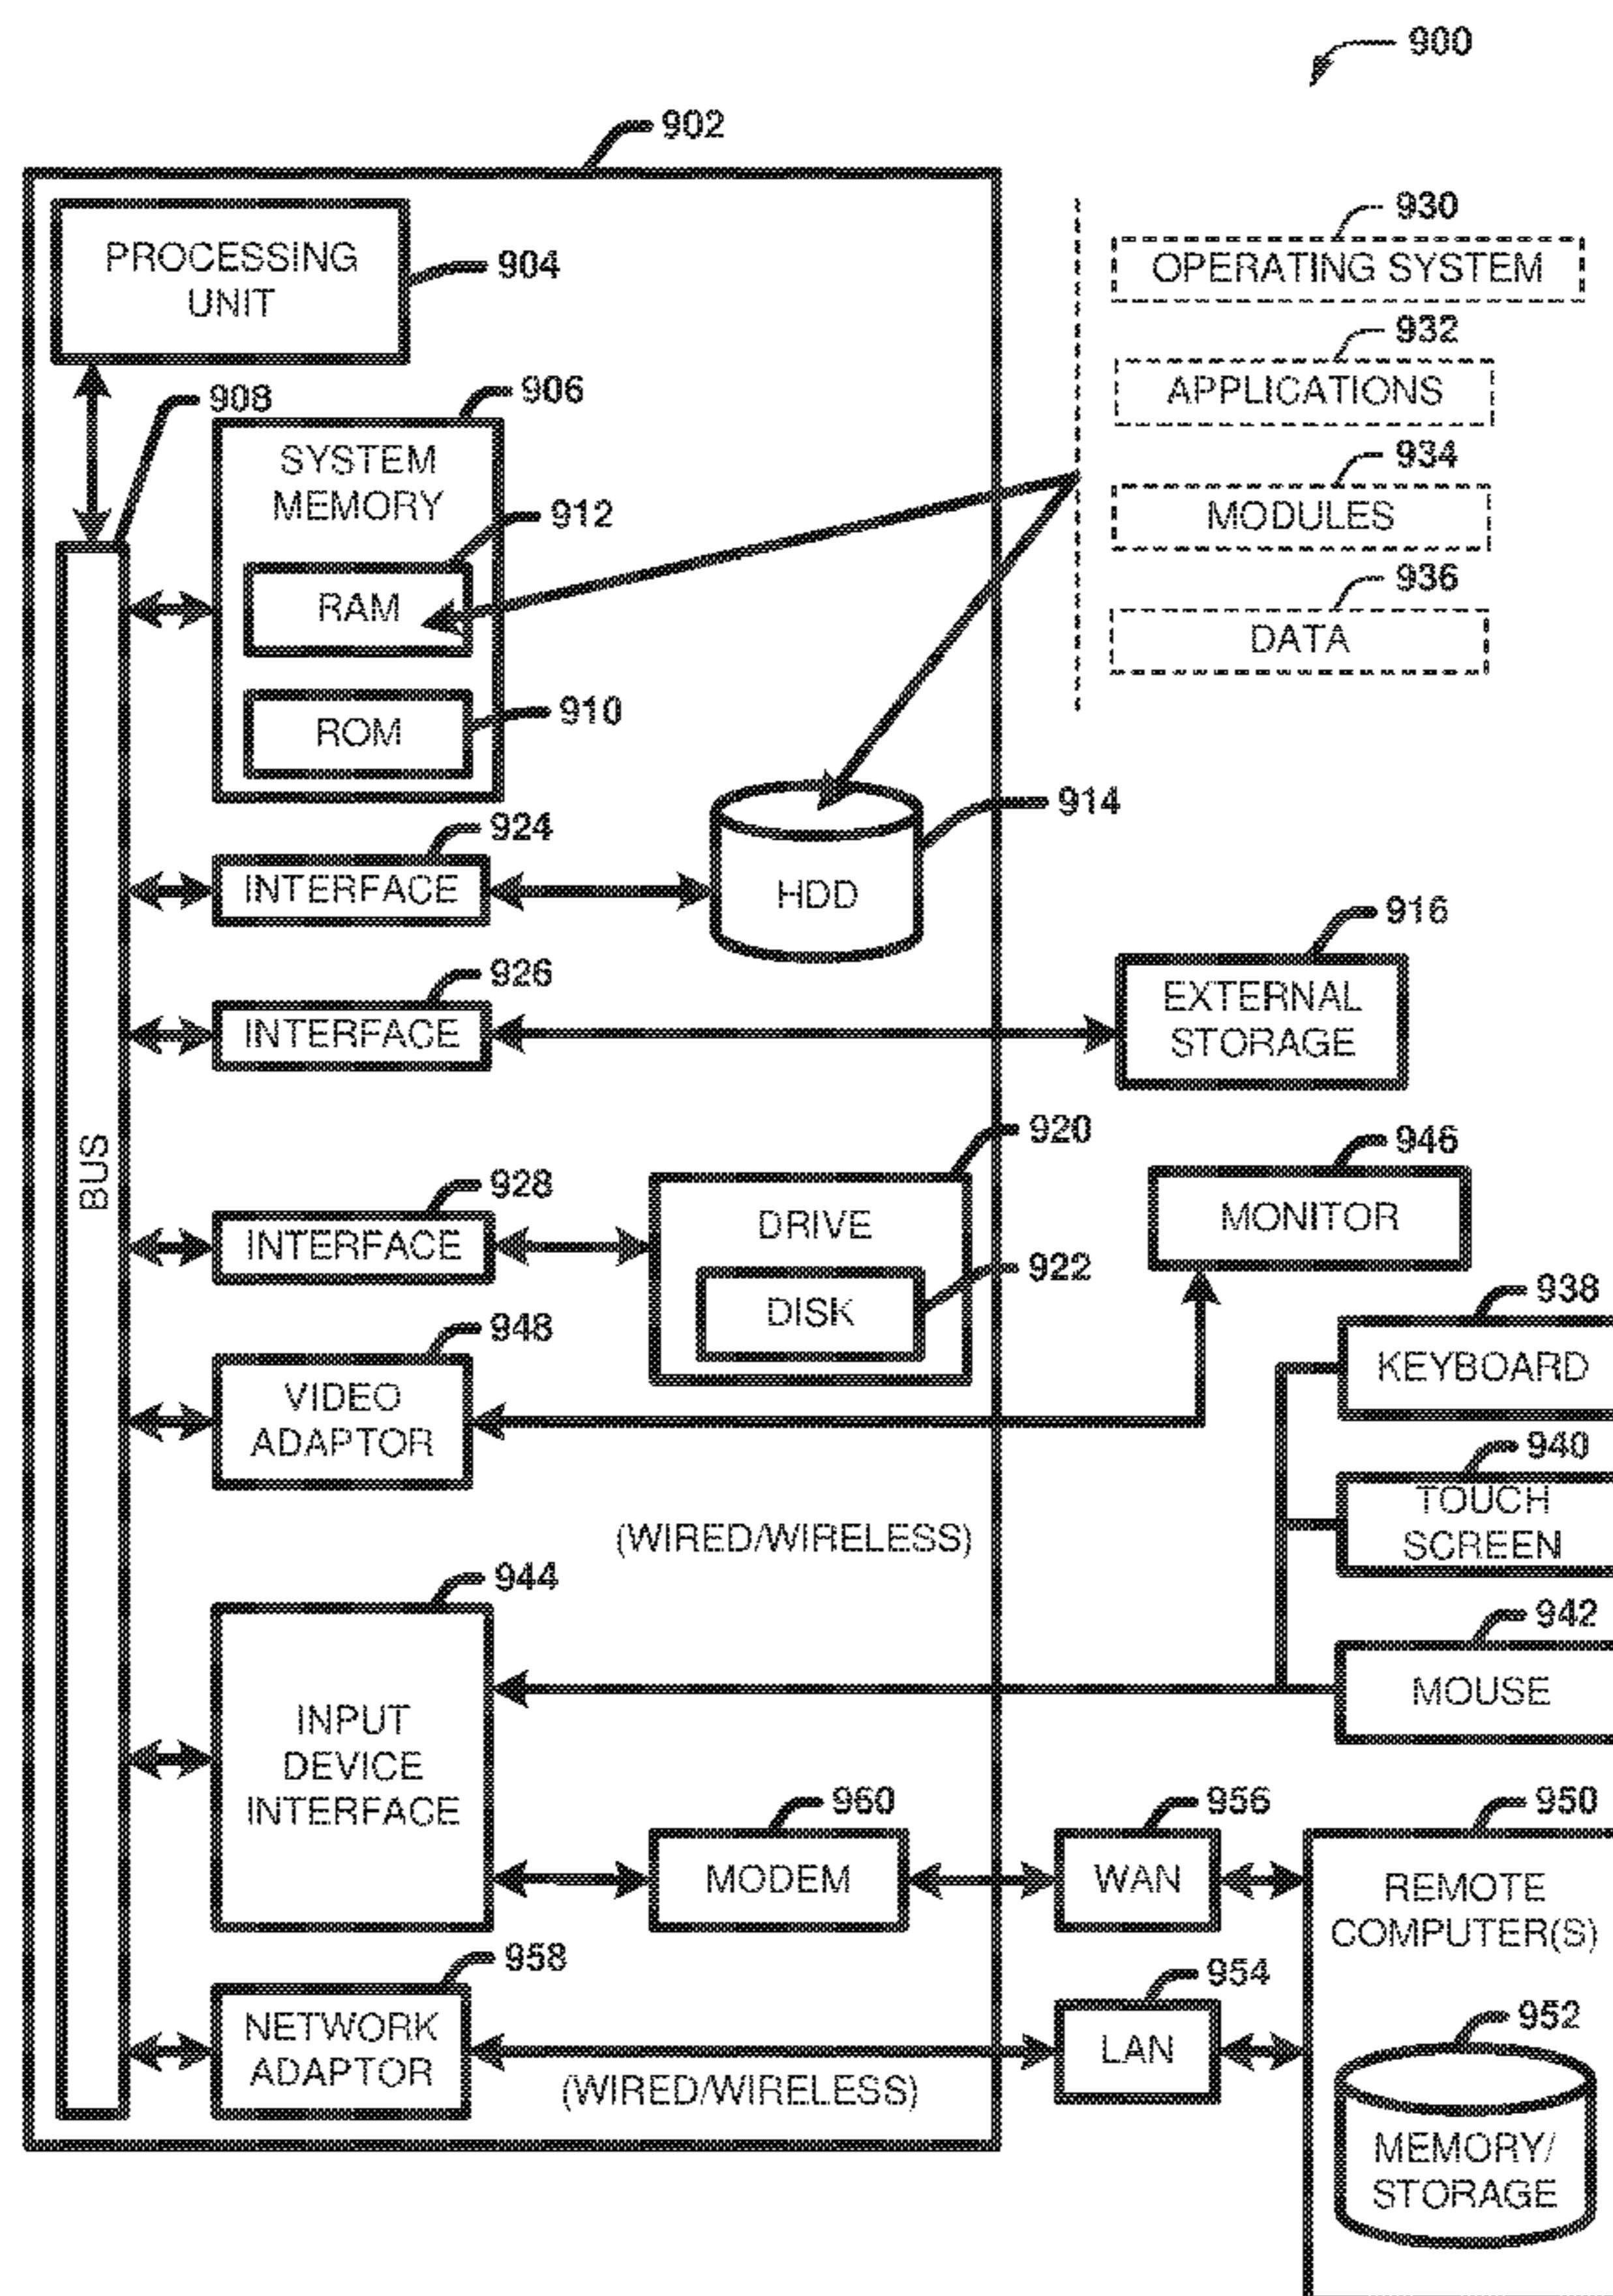 900
902
PROCESSING
UNIT
904
930
OPERATING SYSTEM
932
APPLICATIONS
934
MODULES
936
DATA
908
906
SYSTEM
MEMORY
912
RAM
910
ROM
924
INTERFACE
914
HDD
926
INTERFACE
916
EXTERNAL
STORAGE
BUS
928
INTERFACE
920
DRIVE
922
DISK
946
MONITOR
948
VIDEO
ADAPTOR
938
KEYBOARD
940
TOUCH
SCREEN
(WIRED/WIRELESS)
942
MOUSE
944
INPUT
DEVICE
INTERFACE
960
MODEM
956
WAN
950
REMOTE
COMPUTER(S)
958
NETWORK
ADAPTOR
(WIRED/WIRELESS)
954
LAN
952
MEMORY/
STORAGE